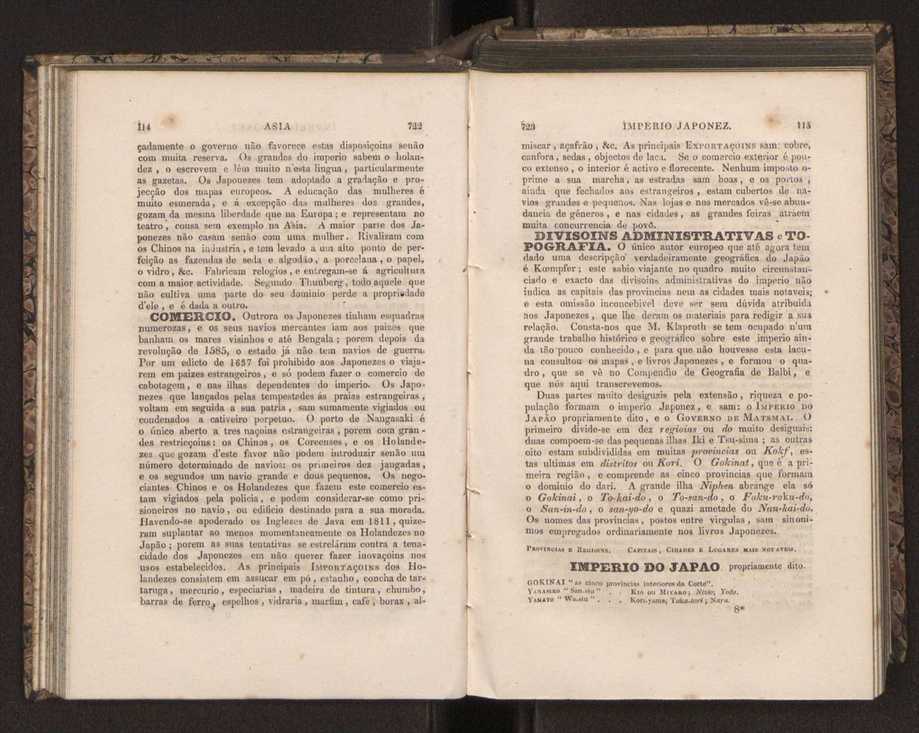 114 ASIA 722
çadamente o governo não favorece estas disposiçoins senão
com muita reserva. Os grandes do imperio sabem o holan-
dez, o escrevem e lêm muito n'esta lingua, particularmente
as gazetas. Os Japonezes tem adoptado a gradação e pro-
jecção dos mapas europeos. A educação das mulheres é
muito esmerada, e á excepção das mulheres dos grandes,
gozam da mesma liberdade que na Europa; e representam no
teatro, cousa sem exemplo na Asia. A maior parte dos Ja-
ponezes não casam senão com uma mulher. Rivalizam com
os Chinos na industria, e tem levado a um alto ponto de per-
feição as fazendas de seda e algodão, a porcelana, o papel,
o vidro, &c. Fabricam relogios, e entregam-se á agricultura
com a maior actividade. Segundo Thunberg, todo aquele que
não cultiva uma parte do seu dominio perde a propriedade
d'ele, e é dada a outro.
COMERCIO. Outrora os Japonezes tinham esquadras
numerozas, e os seus navios mercantes iam aos paizes que
banham os mares visinhos e até Bengala; porem depois da
revolução de 1585, o estado já não tem navios de guerra.
Por um edicto de 1637 foi prohibido aos Japonezes o viaja-
rem em paizes estrangeiros, e só podem fazer o comercio de
cabotagem, e nas ilhas dependentes do imperio. Os Japo-
nezes que lançados pelas tempestades ás praias estrangeiras,
voltam em seguida a sua patria, sam sumamente vigiados ou
condenados a cativeiro perpetuo. O porto de Nangasaki é
o único aberto a tres naçoins estrangeiras, porem com gran-
des restricçoins: os Chinos, os Coreenses, e os Holande-
zes que gozam d'este favor não podem introduzir senão um
número determinado de navios: os primeiros dez jangadas,
e os segundos um navio grande e dous pequenos. Os nego-
ciantes Chinos e os Holandezes que fazem este comercio es-
tam vigiados pela policia, e podem considerar-se como pri-
sioneiros no navio, ou edificio destinado para a sua morada.
Havendo-se apoderado os Inglezes de Java em 1811, quize-
ram suplantar ao menos momentaneamente os Holandezes no
Japão; porem as suas tentativas se estreláram contra a tena-
cidade dos Japonezes em não querer fazer inovaçoins nos
usos estabelecidos. As principais IMPORTAÇOINS dos Ho-
landezes consistem em assucar em pó, estanho, concha de tar-
taruga, mercurio, especiarias, madeira de tintura, chumbo,
barras de ferro, espelhos, vidraria, marfim, café, borax, al-
723 IMPERIO JAPONEZ. 115
miscar, açafrão, &c. As principais EXPORTAÇOINS sam: cobre,
canfora, sedas, objectos de laca. Se o comercio exterior é pou-
co extenso, o interior é activo e florecente. Nenhum imposto o-
prime a sua marcha, as estradas sam boas, e os portos,
ainda que fechados aos estrangeiros, estam cubertos de na-
vios grandes e pequenos. Nas lojas e nos mercados vê-se abun-
dancia de gêneros, e nas cidades, as grandes feiras atraem
muita concurrencia de povô.
DIVISOINS ADMINISTRATIVAS e TO-
POGRAFIA. O único autor europeo que até agora tem
dado uma descripção verdadeiramente geográfica do Japão
é Kœmpfer; este sabio viajante no quadro muito circunstan-
ciado e exacto das divisoins administrativas do imperio não
indica as capitais das provincias nem as cidades mais notaveis;
e esta omissão inconcebivel deve ser sem dúvida atribuida
aos Japonezes, que lhe deram os materiais para redigir a sua
relação. Consta-nos que M. Klaproth se tem ocupado n'um
grande trabalho histórico e geográfico sobre este imperio ain-
da tão pouco conhecido, e para que não houvesse esta lacu-
na consultou os mapas, e livros Japonezes, e formou o qua-
dro, que se vê no Compendio de Geografia de Balbi, e
que nós aqui transcrevemos.
Duas partes muito desiguais pela extensão, riqueza e po-
pulação formam o imperio Japonez, e sam: o IMPERIO DO
JAPÃO propriamente dito, e o GOVERNO DE MATSMAI. O
primeiro divide-se em dez regioins ou do muito desiguais:
duas compoem-se das pequenas ilhas Iki e Tsu-sima; as outras
oito estam subdivididas em muitas provincias ou Kokf, es-
tas ultimas em distritos ou Kori. O Gokinai, que é a pri-
meira região, e comprende as cinco provincias que formam
o dominio do dari. A grande ilha Niphen abrange ela só
o Gokinai, o To-kai-do, o To-san-do, o Foku-roku-do,
o San-in-do, o san-yo-do e quazi ametade do Nan-kai-do.
Os nomes das provincias, postos entre virgulas, sam sinoni-
mos empregados ordinariamente nos livros Japonezes.
PROVINCIAS E REGIOINS. CAPITAIS, CIDADES E LUGARES MAIS NOTAVEIS.
IMPERIO DO JAPAO propriamente dito.
GOKINAI "as cinco provincias interiores da Corte".
YAMASIRO "San-siu" . . KIO OU MIYAKO; Nisio; Yodo.
YAMATO "Wa-siu" . . . Kori-yama; Taka-tori; Nara.
8*